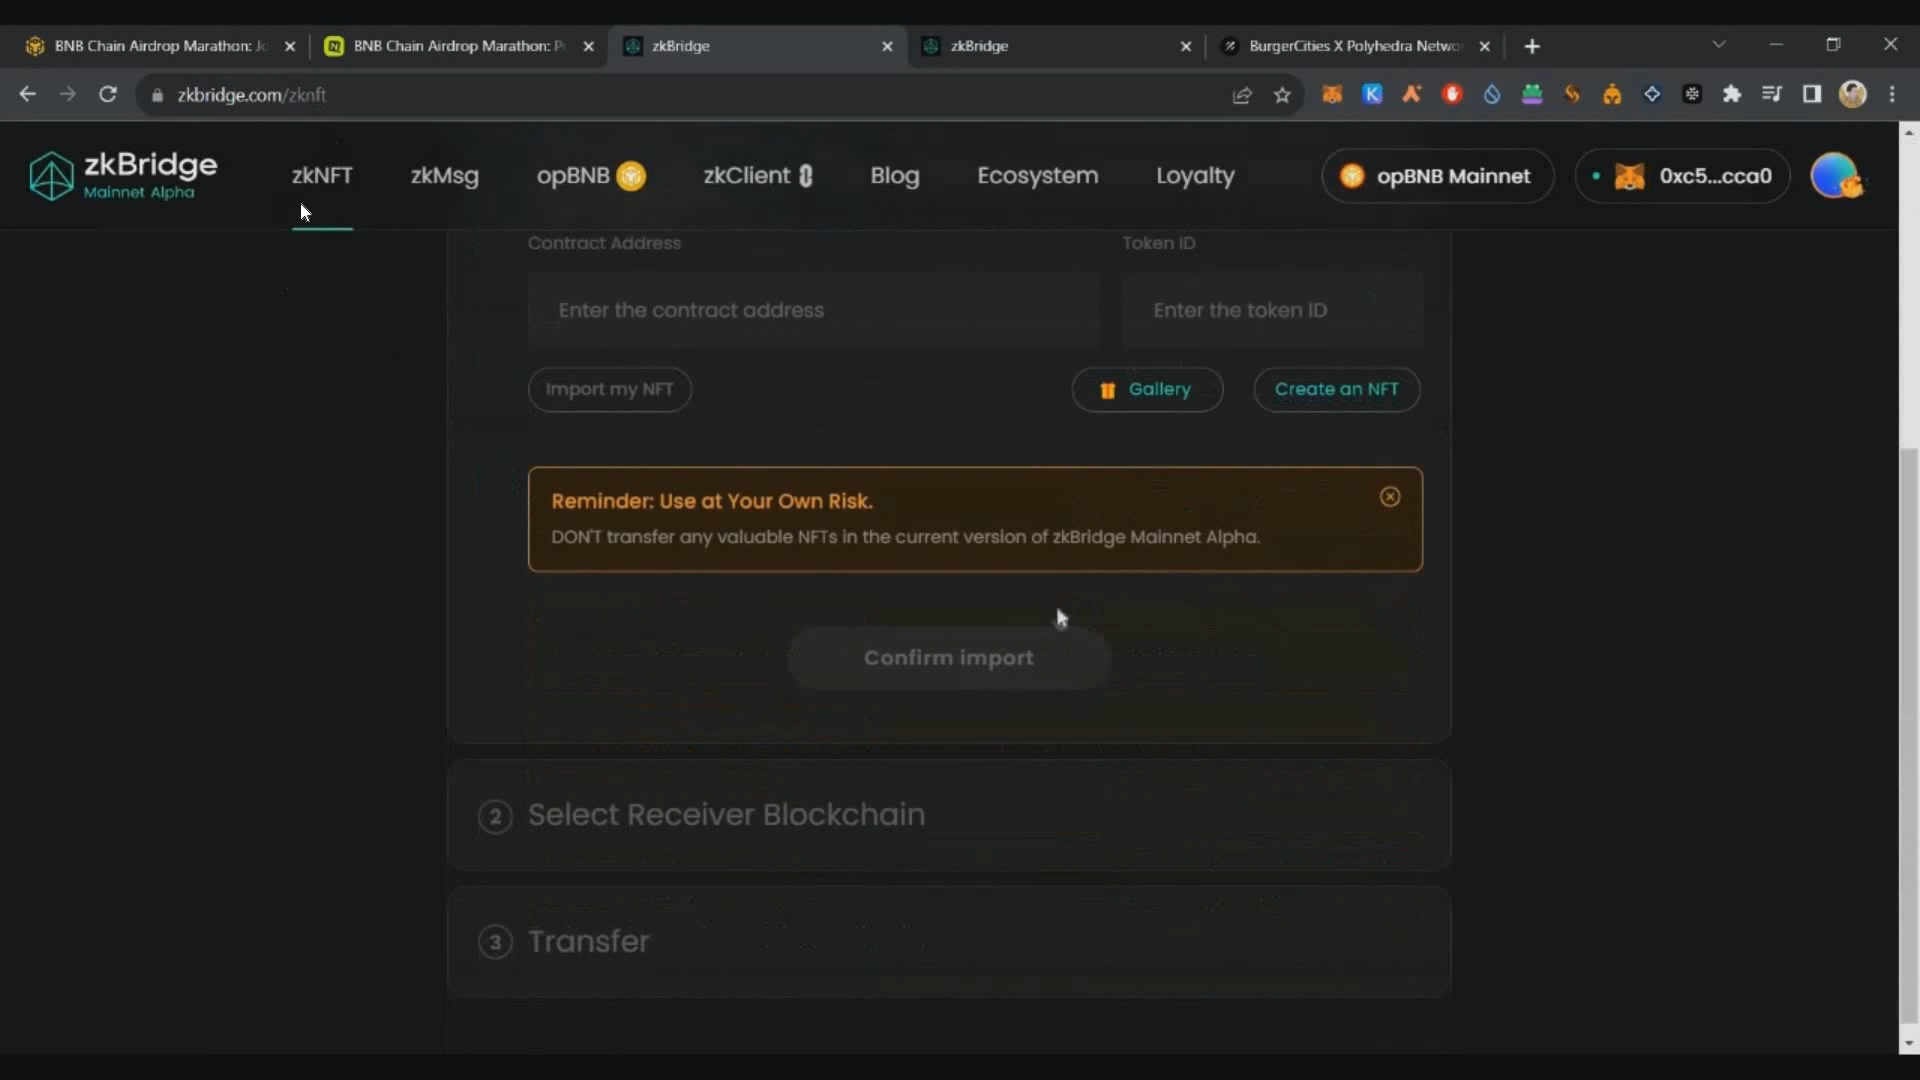 BNB Chain Airdrop Marathon: Jo
BNB Chain Airdrop Marathon: Po
zkBridge
zkBridge
BurgerCities X Polyhedra Netwo
zkbridge.com/zknft
zkBridge
Mainnet Alpha
zkNFT
zkMsg
opBNB
zkClient
Blog
Ecosystem
Loyalty
opBNB Mainnet
0xc5...cca0
Contract Address
Token ID
Enter the contract address
Enter the token ID
Import my NFT
Gallery
Create an NFT
Reminder: Use at Your Own Risk.
DON'T transfer any valuable NFTs in the current version of zkBridge Mainnet Alpha.
Confirm import
2 Select Receiver Blockchain
3 Transfer